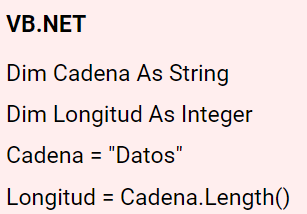 VB.NET
Dim Cadena As String
Dim Longitud As Integer
Cadena = "Datos"
Longitud = Cadena.Length()